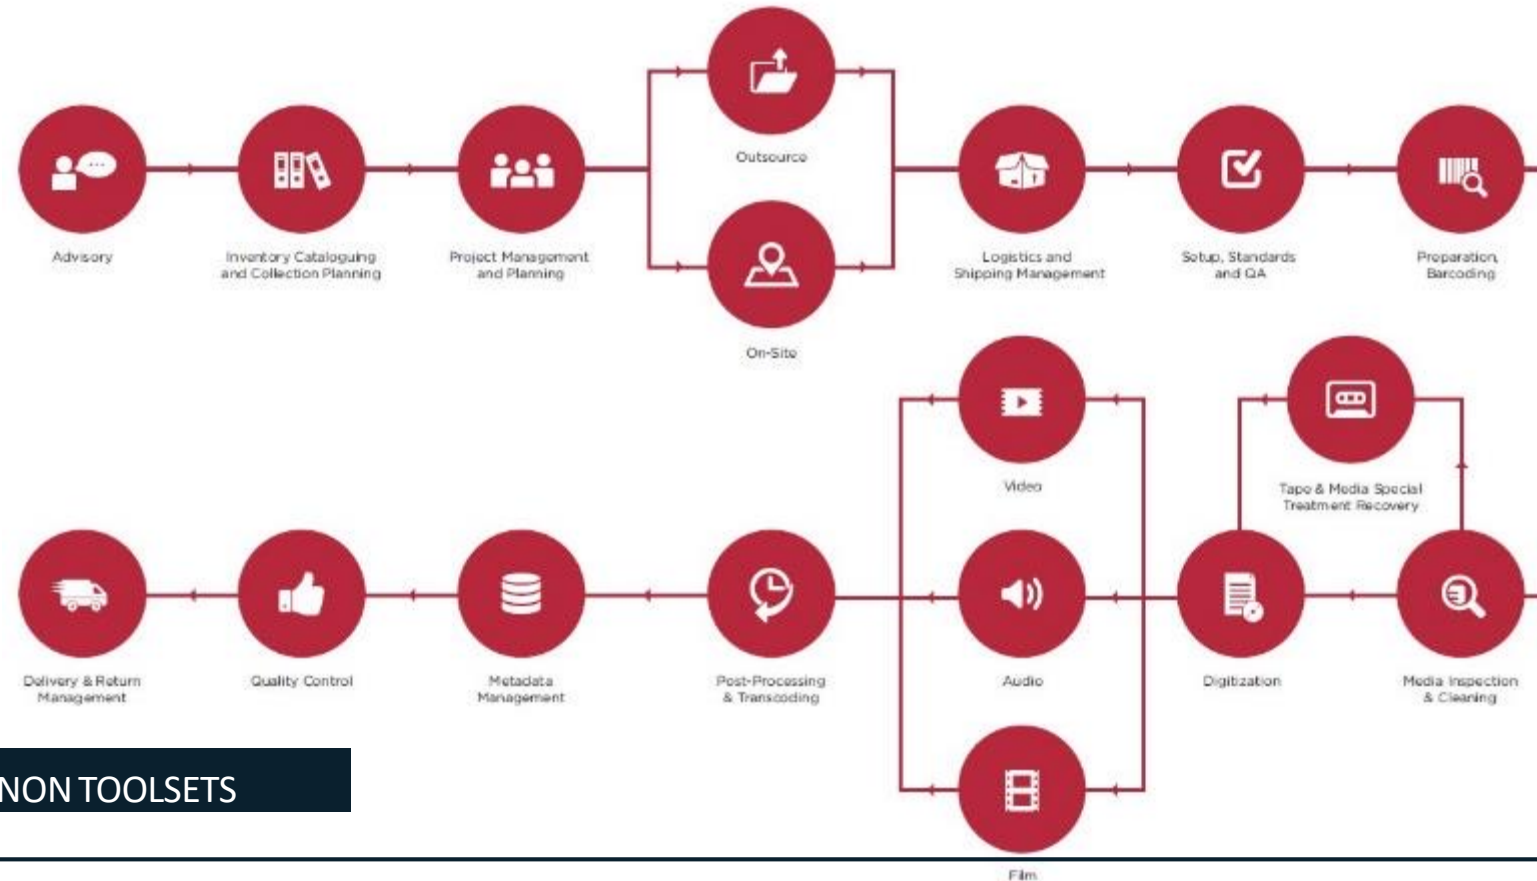 Outsource
Advisory
Inventory Cataloguing
and Collection Planning
Project Management
and Planning
Logistics and
Shipping Management
Setup, Standards
and QA
Preparation,
Barcoding
On-Site
Video
Tape & Media Special
Treatment Recovery
Delivery & Return
Management
Quality Control
Metadata
Management
Post-Processing
& Transcoding
Audio
Digitization
Media Inspection
& Cleaning
NON TOOLSETS
Film